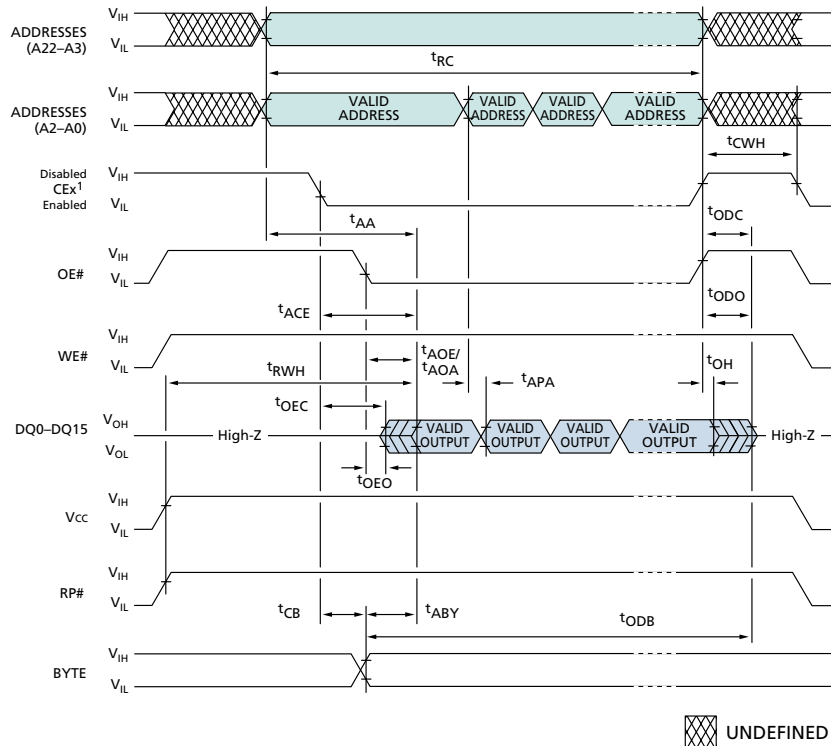 VIH
ADDRESSES
(A22–A3)
VIL
tRC
VIH
ADDRESSES
(A2–A0)
VIL
VALID
ADDRESS
VALID
ADDRESS
VALID
ADDRESS
VALID
ADDRESS
tCWH
Disabled
VIH
CEx1
Enabled
VIL
tAA
tODC
VIH
OE#
VIL
tACE
tODO
VIH
WE#
VIL
tAOE/
tAOA
tRWH
tAPA
tOH
tOEC
VOH
DQ0–DQ15
VOL
High-Z
VALID
OUTPUT
VALID
OUTPUT
VALID
OUTPUT
VALID
OUTPUT
High-Z
tOEO
VIH
VCC
VIL
VIH
RP#
VIL
tCB
tABY
tODB
VIH
BYTE
VIL
UNDEFINED